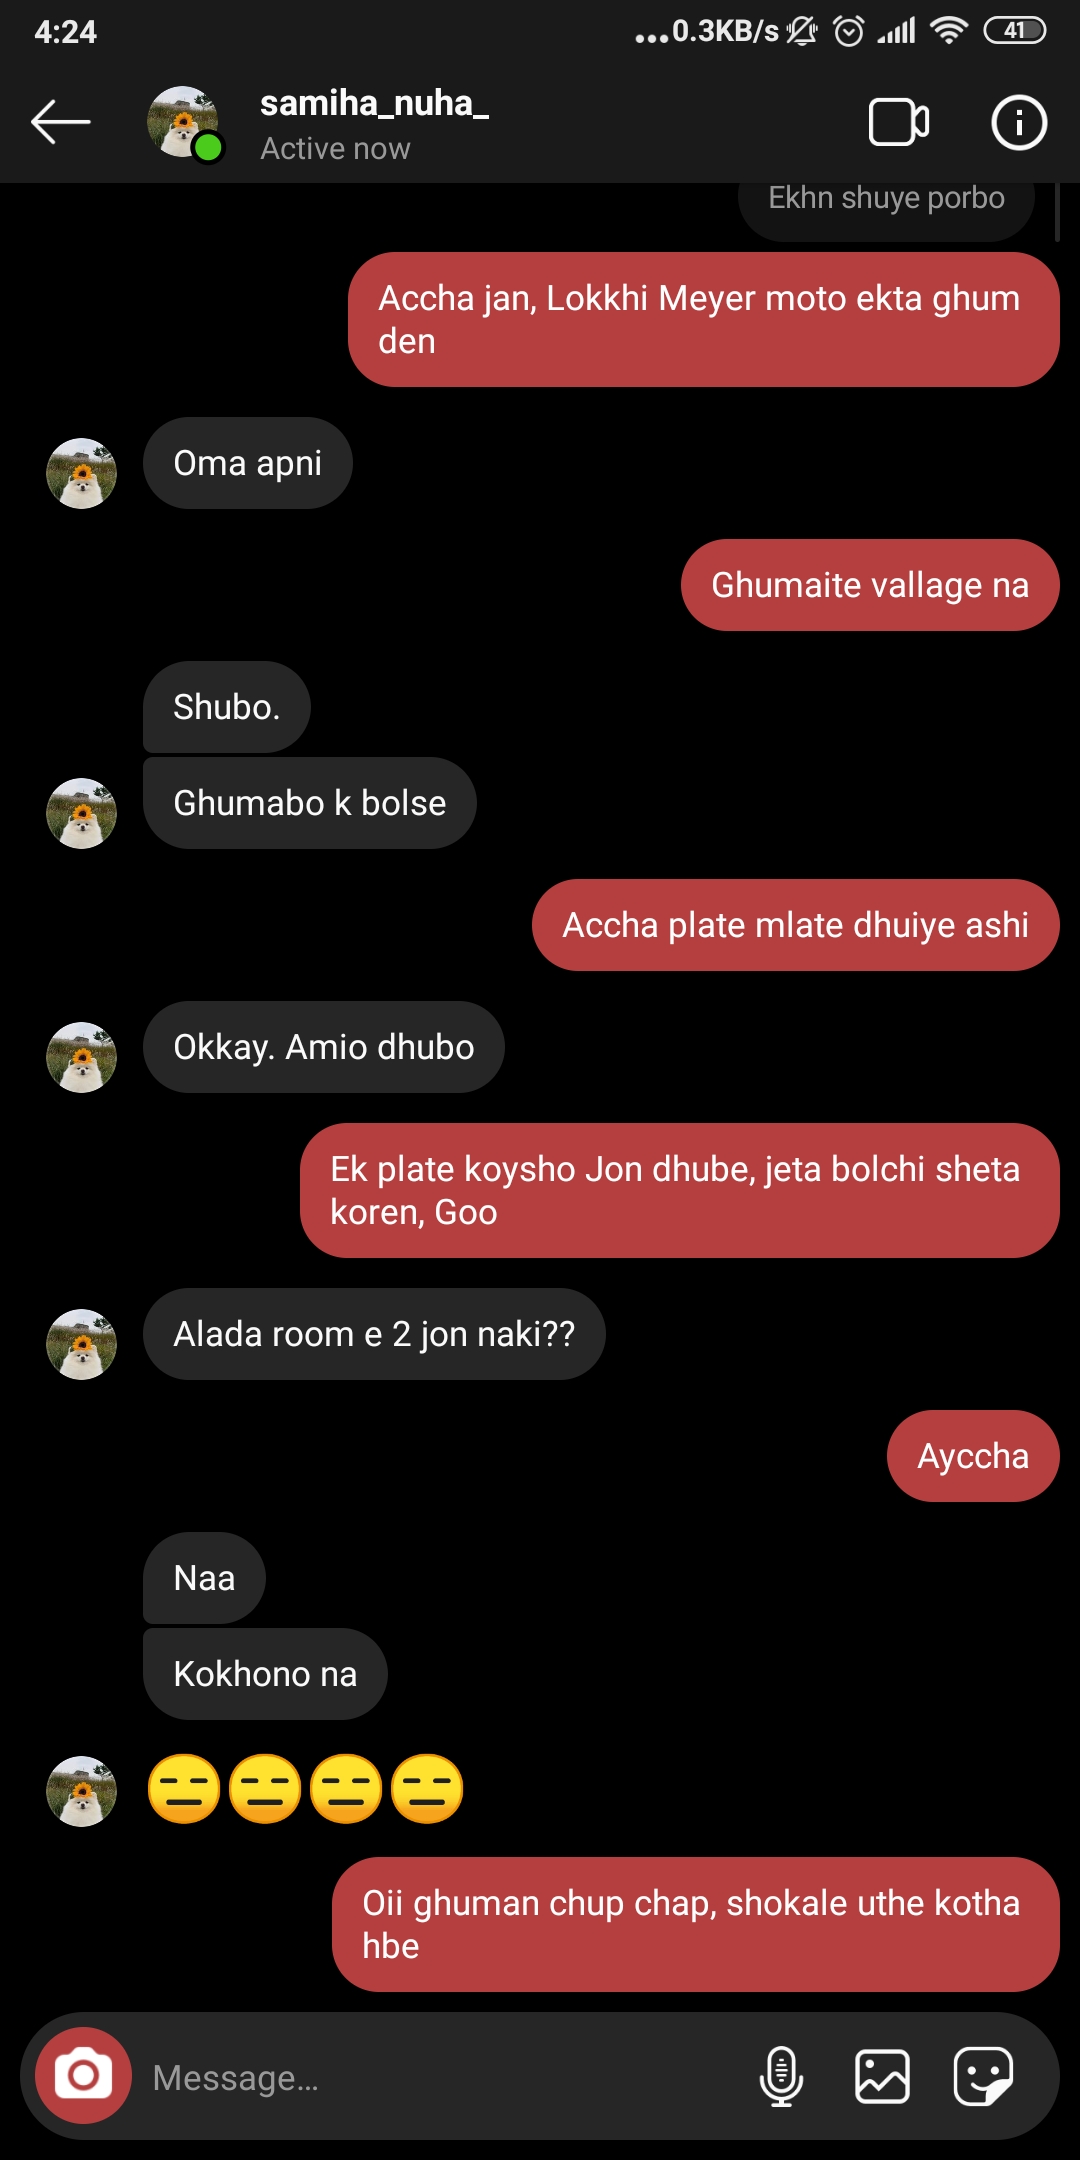 4:24
...0.3KB/s
41
samiha_nuha_
Active now
Ekhn shuye porbo
Accha jan, Lokkhi Meyer moto ekta ghum
den
Oma apni
Ghumaite vallage na
Shubo.
Ghumabo k bolse
Accha plate mlate dhuiye ashi
Okkay. Amio dhubo
Ek plate koysho Jon dhube, jeta bolchi sheta
koren, Goo
Alada room e 2 jon naki??
Ayccha
Naa
Kokhono na
Oii ghuman chup chap, shokale uthe kotha
hbe
Message...